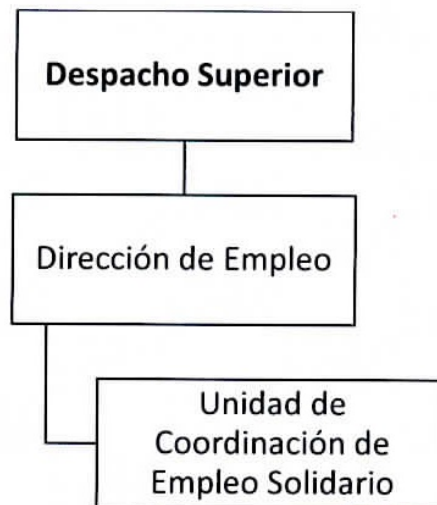 Despacho Superior
Dirección de Empleo
Unidad de
Coordinación de
Empleo Solidario